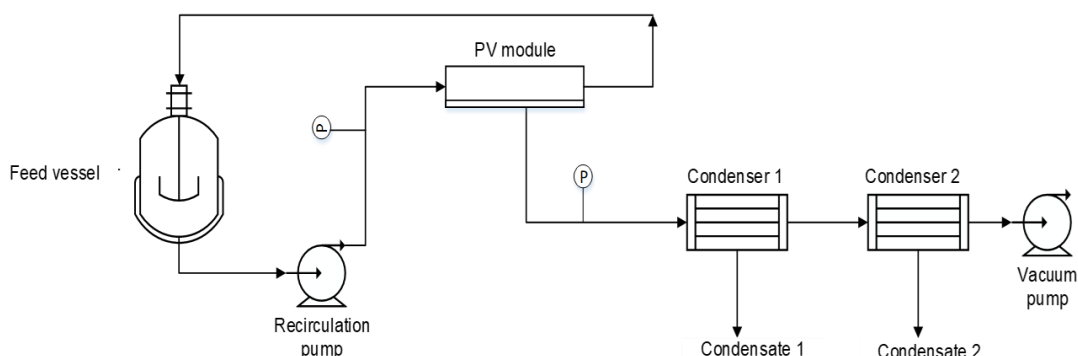 PV module
P
Feed vessel
P
Condenser 1
Condenser 2
Recirculation
pump
Vacuum
pump
Condensate 1
Condensate 2